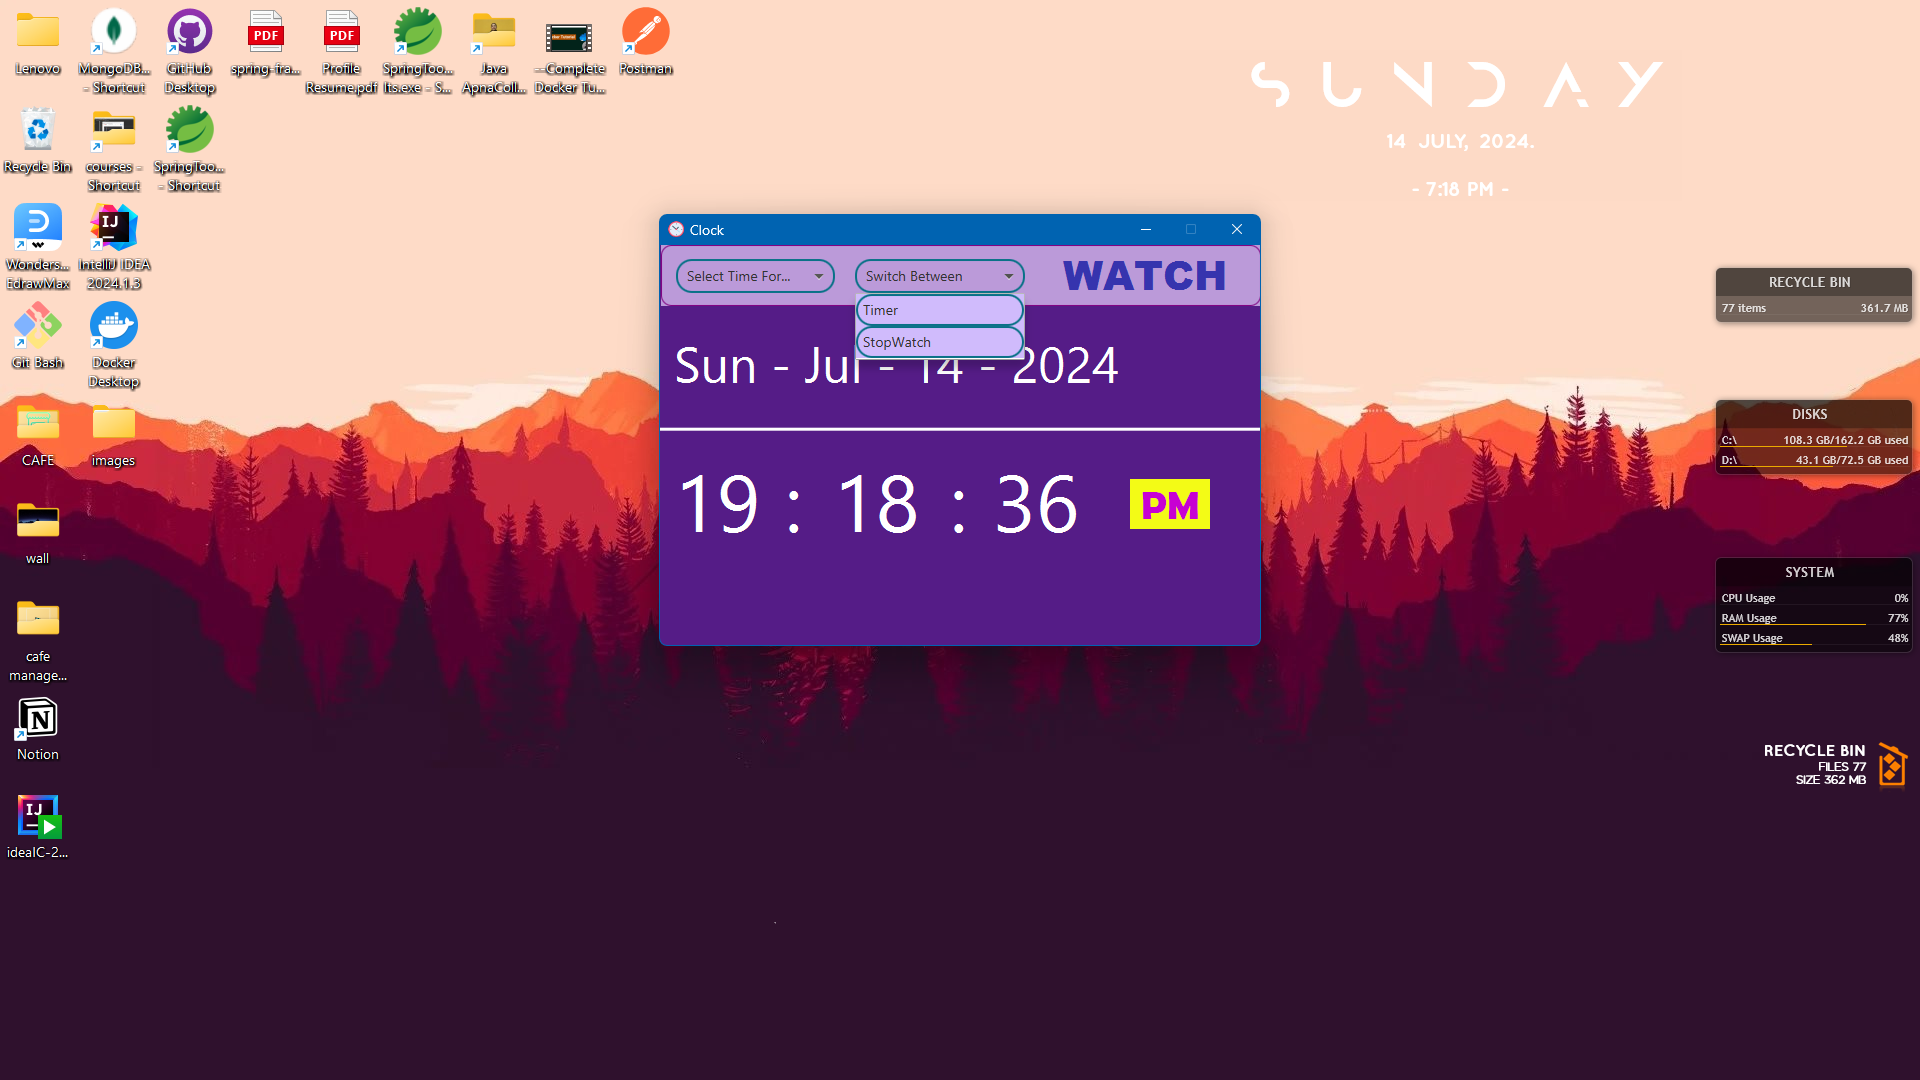 Lenovo
MongoDB...
- Shortcut
GitHub
Desktop
PDF
spring-fra...
PDF
Profile
Resume.pdf
SpringToo...
lts.exe - S...
Java
ApnaColl...
--Complete
Docker Tu...
Postman
Recycle Bin
courses -
Shortcut
SpringToo...
- Shortcut
Wonders...
EdrawMax
IJ
IntelliJ IDEA
2024.1.3
Git Bash
Docker
Desktop
CAFE
images
wall
cafe
manage...
N
Notion
IJ
ideaIC-2...
SUNDAY
14 JULY, 2024.
- 7:18 PM -
Clock
Select Time For...
Switch Between
WATCH
Timer
StopWatch
Sun - Jul - 14 - 2024
19 : 18 : 36
PM
RECYCLE BIN
77 items 361.7 MB
DISKS
C:\ 108.3 GB/162.2 GB used
D:\ 43.1 GB/72.5 GB used
SYSTEM
CPU Usage 0%
RAM Usage 77%
SWAP Usage 48%
RECYCLE BIN
FILES 77
SIZE 362 MB